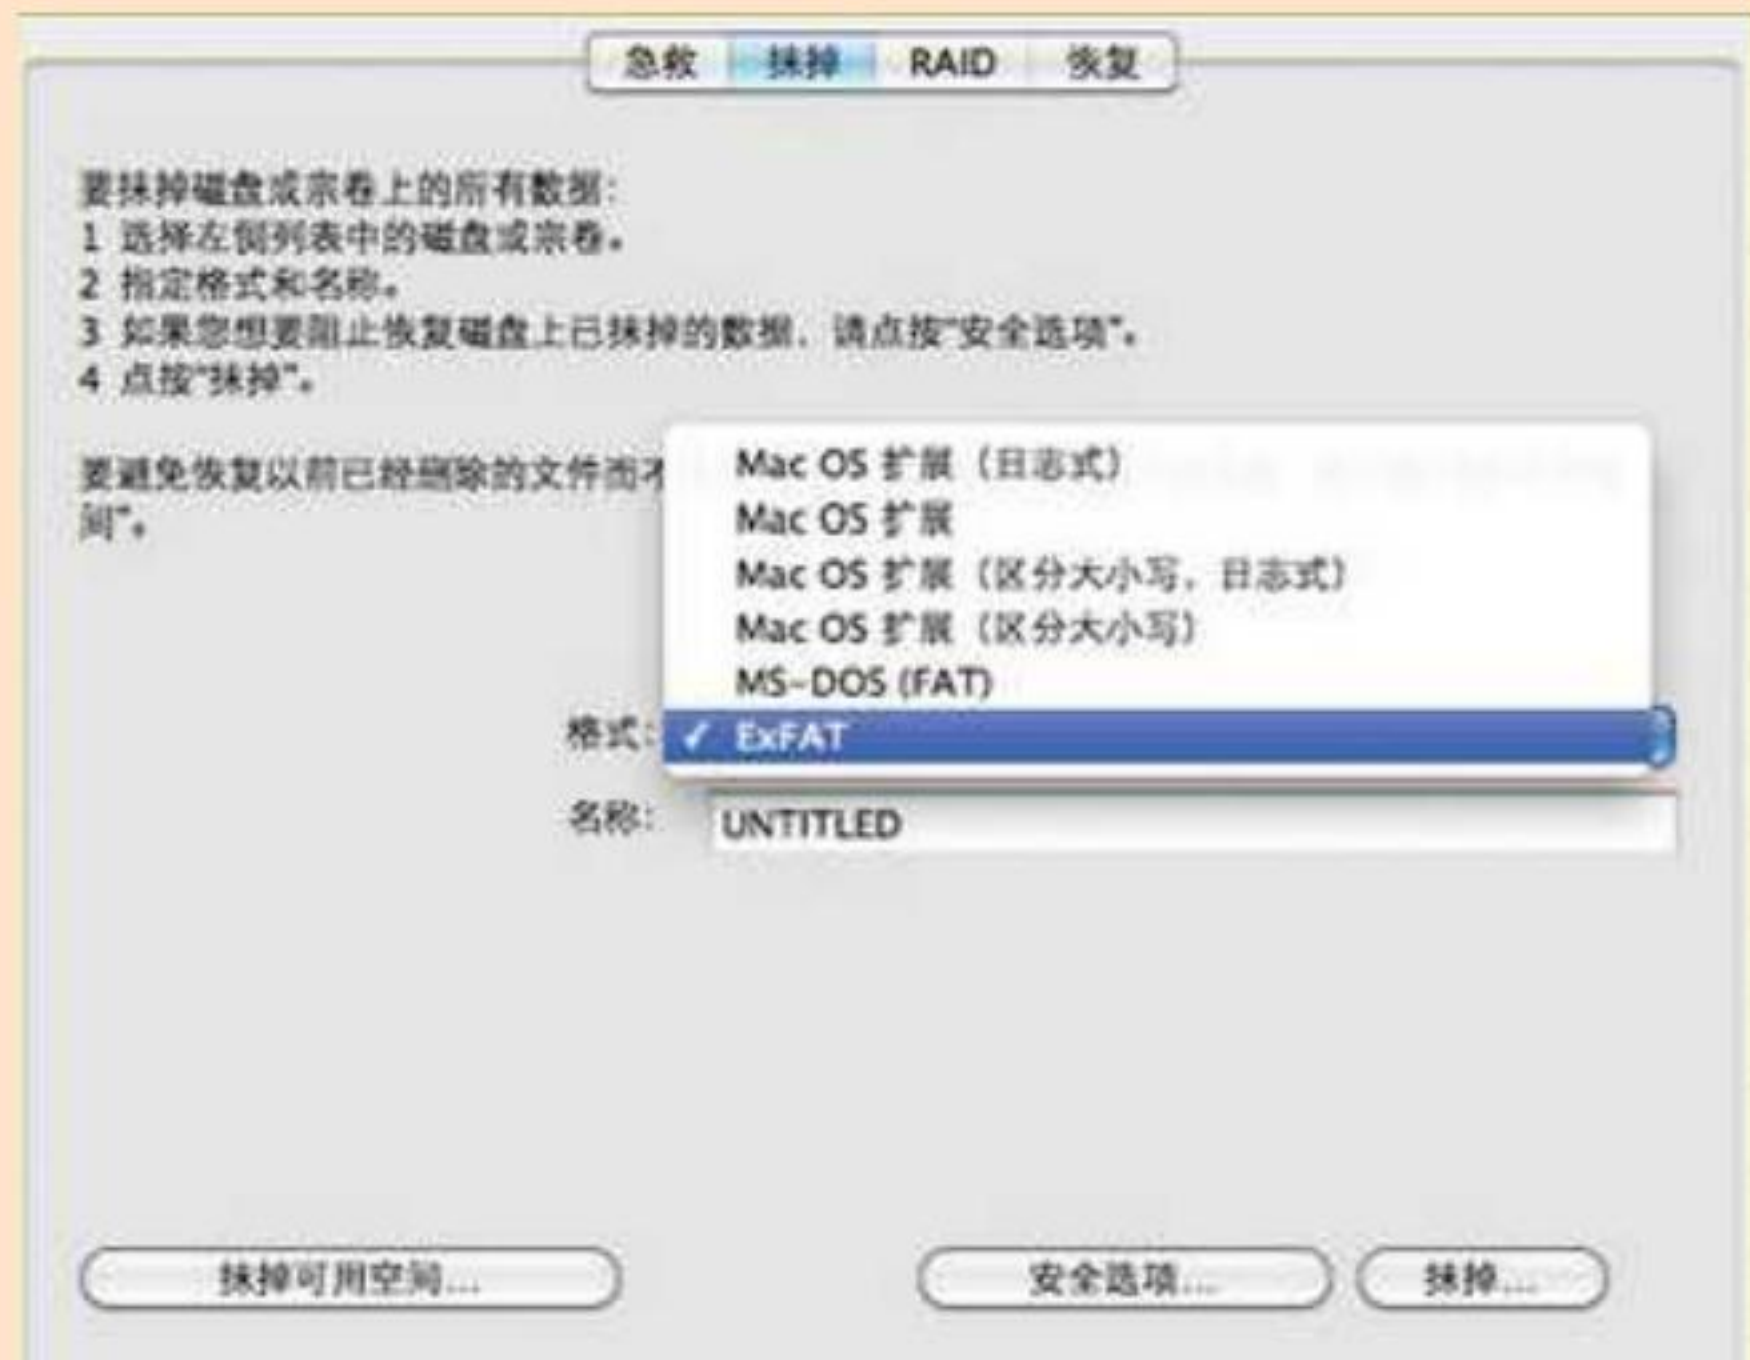 急救 抹掉 RAID 恢复
要抹掉磁盘或宗卷上的所有数据：
1 选择左侧列表中的磁盘或宗卷。
2 指定格式和名称。
3 如果您想要阻止恢复磁盘上已抹掉的数据，请点按“安全选项”。
4 点按“抹掉”。
要避免恢复以前已经删除的文件而不
间”。
Mac OS 扩展（日志式）
Mac OS 扩展
Mac OS 扩展（区分大小写，日志式）
Mac OS 扩展（区分大小写）
MS-DOS (FAT)
格式： ✓ ExFAT
名称： UNTITLED
抹掉可用空间... 安全选项... 抹掉...